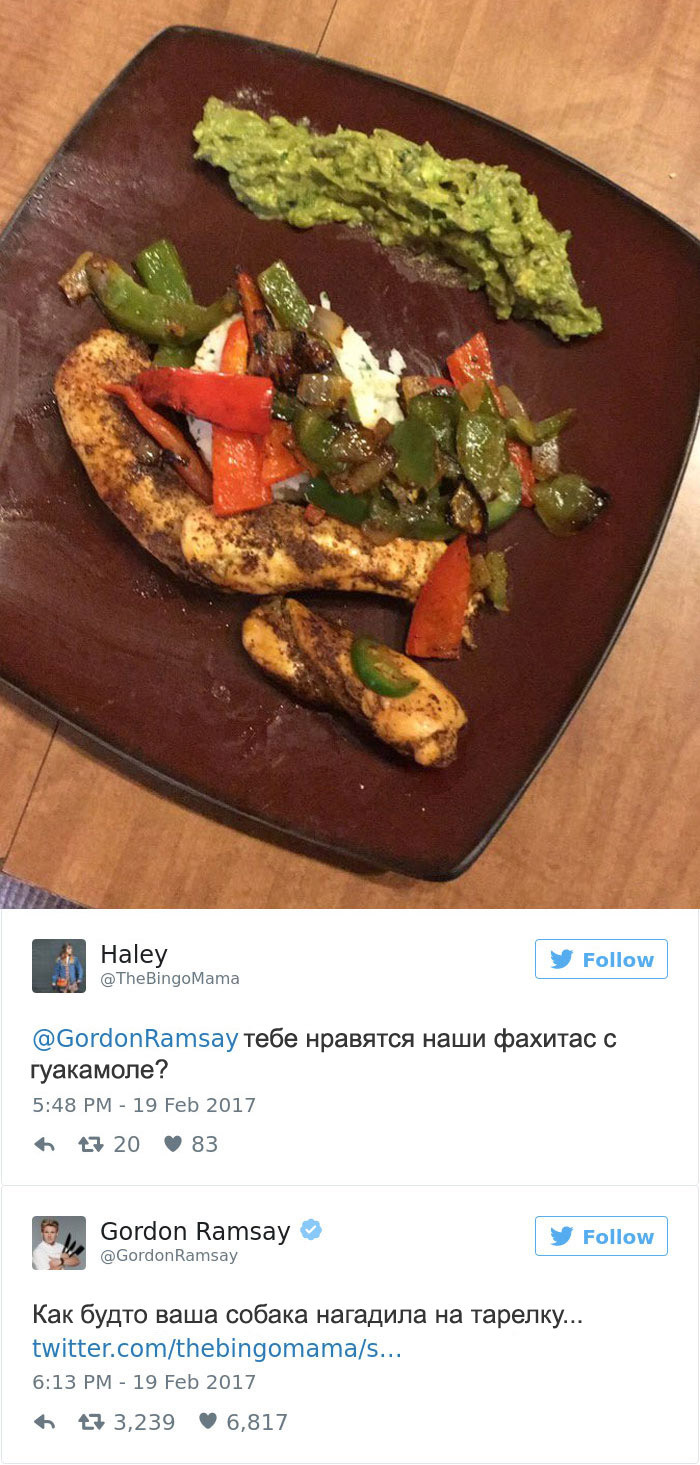 Haley
@TheBingoMama
Follow
@GordonRamsay тебе нравятся наши фахитас с
гуакамоле?
5:48 PM - 19 Feb 2017
20 83
Gordon Ramsay
@GordonRamsay
Follow
Как будто ваша собака нагадила на тарелку...
twitter.com/thebingomama/s...
6:13 PM - 19 Feb 2017
3,239 6,817